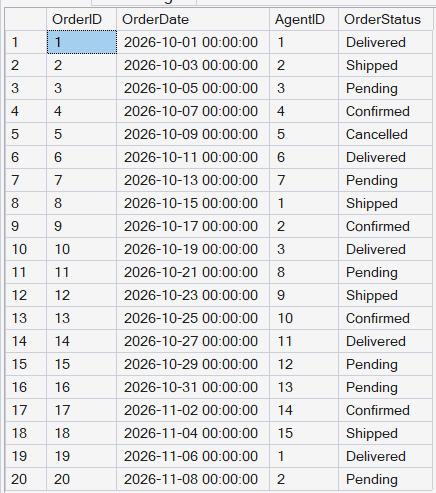 OrderID OrderDate AgentID OrderStatus
1 1 2026-10-01 00:00:00 1 Delivered
2 2 2026-10-03 00:00:00 2 Shipped
3 3 2026-10-05 00:00:00 3 Pending
4 4 2026-10-07 00:00:00 4 Confirmed
5 5 2026-10-09 00:00:00 5 Cancelled
6 6 2026-10-11 00:00:00 6 Delivered
7 7 2026-10-13 00:00:00 7 Pending
8 8 2026-10-15 00:00:00 1 Shipped
9 9 2026-10-17 00:00:00 2 Confirmed
10 10 2026-10-19 00:00:00 3 Delivered
11 11 2026-10-21 00:00:00 8 Pending
12 12 2026-10-23 00:00:00 9 Shipped
13 13 2026-10-25 00:00:00 10 Confirmed
14 14 2026-10-27 00:00:00 11 Delivered
15 15 2026-10-29 00:00:00 12 Pending
16 16 2026-10-31 00:00:00 13 Pending
17 17 2026-11-02 00:00:00 14 Confirmed
18 18 2026-11-04 00:00:00 15 Shipped
19 19 2026-11-06 00:00:00 1 Delivered
20 20 2026-11-08 00:00:00 2 Pending